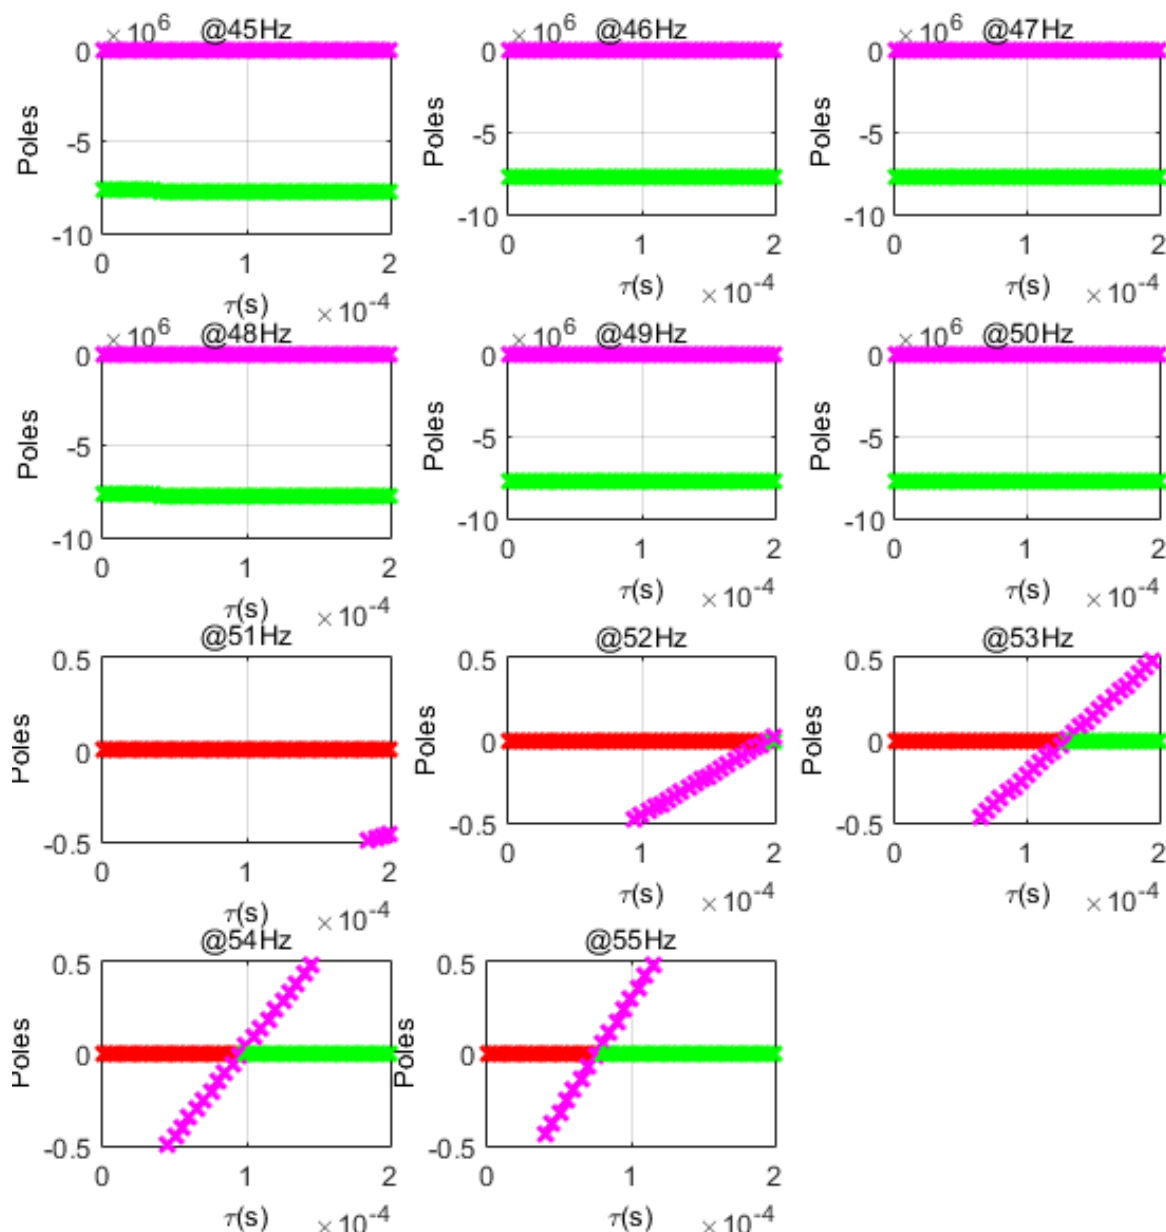 × 10^6 @45Hz
× 10^6 @46Hz
× 10^6 @47Hz
0
-5
-10
Poles
0 1 2
τ(s) × 10^-4
0
-5
-10
Poles
0 1 2
τ(s) × 10^-4
0
-5
-10
Poles
0 1 2
τ(s) × 10^-4
× 10^6 @48Hz
× 10^6 @49Hz
× 10^6 @50Hz
0
-5
-10
Poles
0 1 2
τ(s) × 10^-4
0
-5
-10
Poles
0 1 2
τ(s) × 10^-4
0
-5
-10
Poles
0 1 2
τ(s) × 10^-4
@51Hz
@52Hz
@53Hz
0.5
0
-0.5
Poles
0 1 2
τ(s) × 10^-4
0.5
0
-0.5
Poles
0 1 2
τ(s) × 10^-4
0.5
0
-0.5
Poles
0 1 2
τ(s) × 10^-4
@54Hz
@55Hz
0.5
0
-0.5
Poles
0 1 2
τ(s) × 10^-4
0.5
0
-0.5
Poles
0 1 2
τ(s) × 10^-4